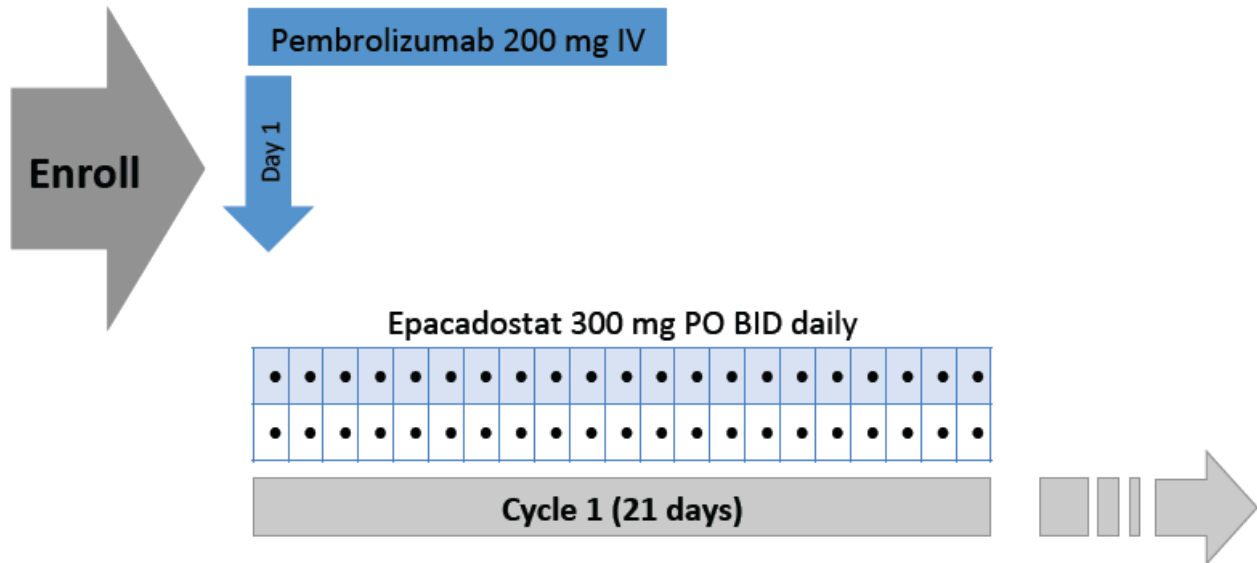 Pembrolizumab 200 mg IV
Day 1
Enroll
Epacadostat 300 mg PO BID daily
Cycle 1 (21 days)